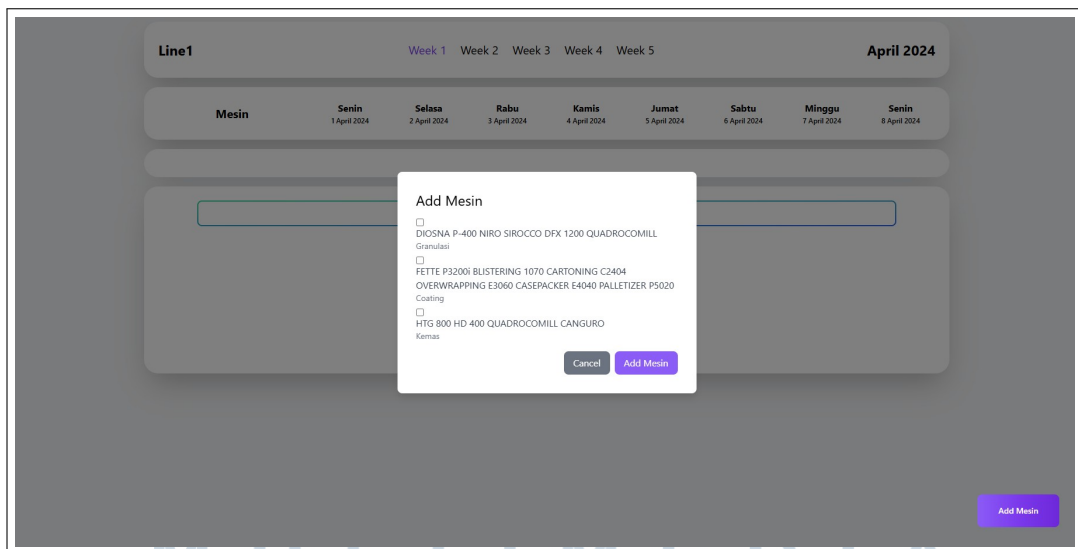 Line1
Week 1 Week 2 Week 3 Week 4 Week 5
April 2024
Mesin Senin Selasa Rabu Kamis Jumat Sabtu Minggu Senin
1 April 2024 2 April 2024 3 April 2024 4 April 2024 5 April 2024 6 April 2024 7 April 2024 8 April 2024
Add Mesin
DIOSNA P-400 NIRO SIROCCO DFX 1200 QUADROCOMILL
Granulasi
FETTE P3200i BLISTERING 1070 CARTONING C2404
OVERWRAPPING E3060 CASEPACKER E4040 PALLETIZER P5020
Coating
HTG 800 HD 400 QUADROCOMILL CANGURO
Kemas
Cancel Add Mesin
Add Mesin